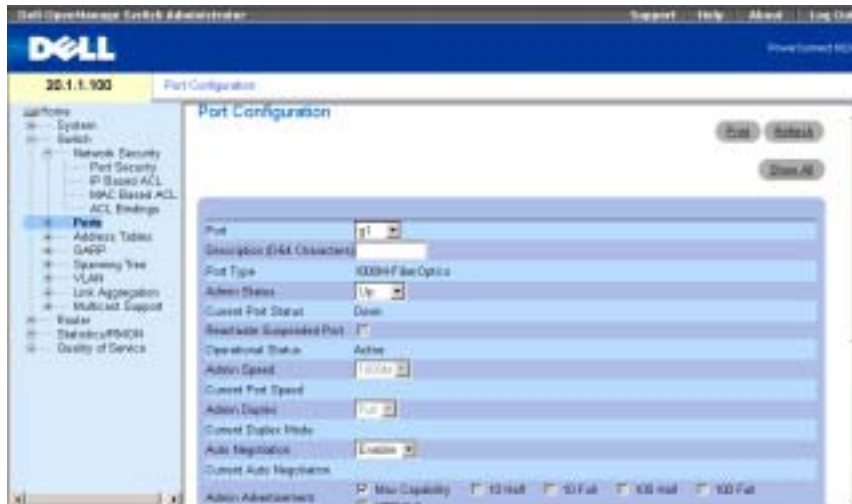 Dell OpenManage Switch Administrator
Support Help About Log Out
DELL
PowerConnect
20.1.1.100
Port Configuration
Home
System
Switch
Network Security
Port Security
IP Based ACL
MAC Based ACL
ACL Bindings
Ports
Address Tables
GARP
Spanning Tree
VLAN
Link Aggregation
Multicast Support
Router
Statistics/RMON
Quality of Service
Port Configuration
Print Refresh
Show All
Port g1
Description (0-64 Characters)
Port Type 1000M-FiberOptics
Admin Status Up
Current Port Status Down
Reactivate Suspended Port
Operational Status Active
Admin Speed 1000M
Current Port Speed
Admin Duplex Full
Current Duplex Mode
Auto Negotiation Enable
Current Auto Negotiation
Admin Advertisement Max Capability 10 Half 10 Full 100 Half 100 Full